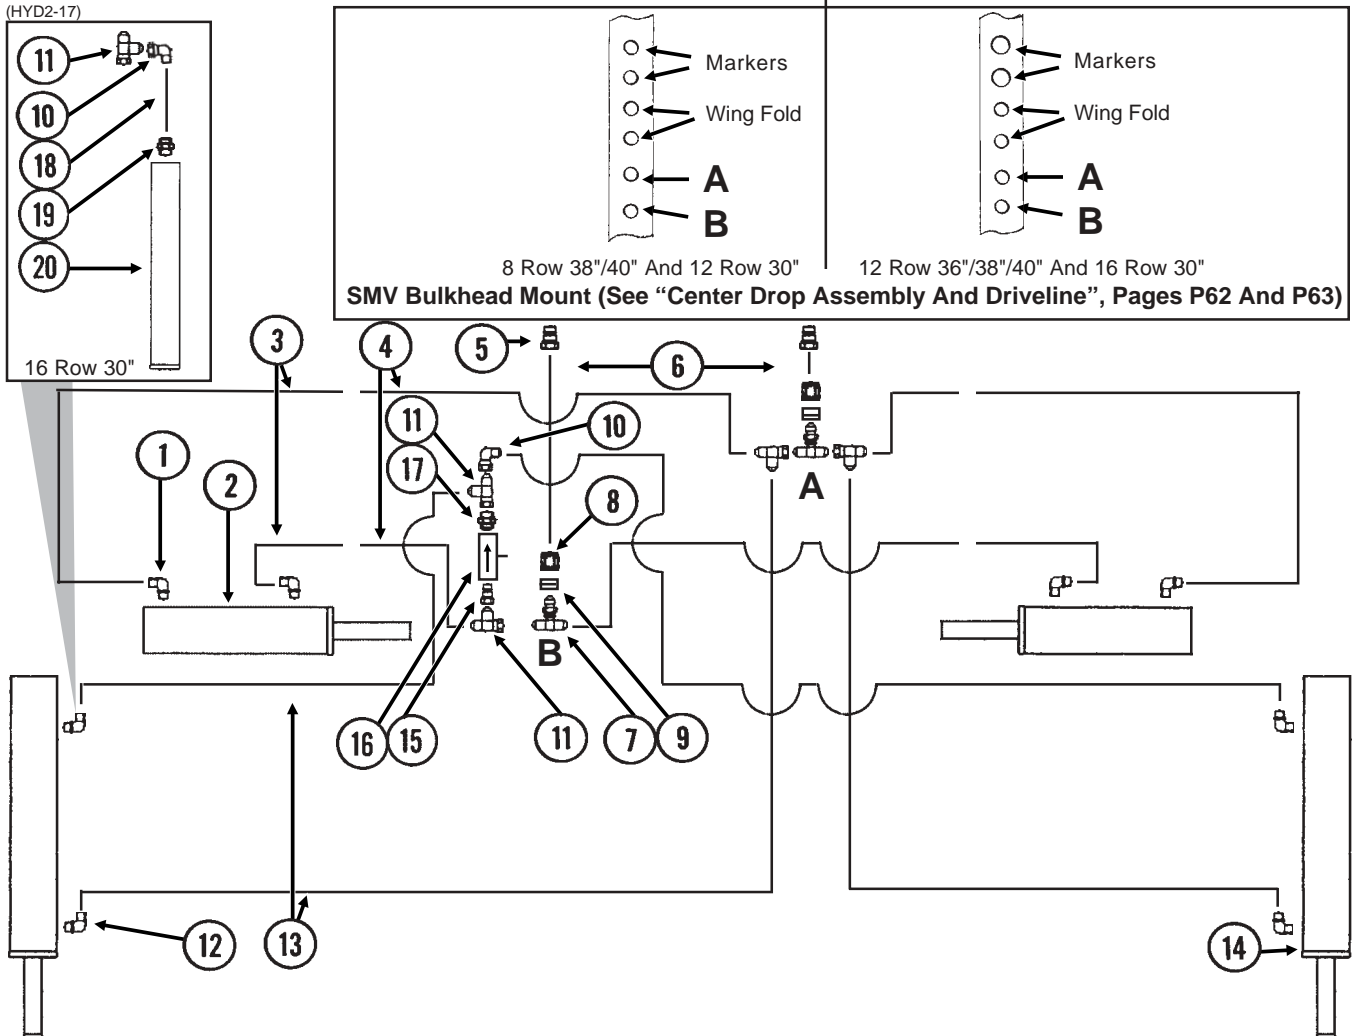 (HYD2-17)
11
10
18
19
20
16 Row 30"
Markers
Wing Fold
A
B
8 Row 38"/40" And 12 Row 30"
Markers
Wing Fold
A
B
12 Row 36"/38"/40" And 16 Row 30"
SMV Bulkhead Mount (See “Center Drop Assembly And Driveline”, Pages P62 And P63)
3
4
5
6
11
10
1
2
17
8
A
B
16
15
11
7
9
12
13
14